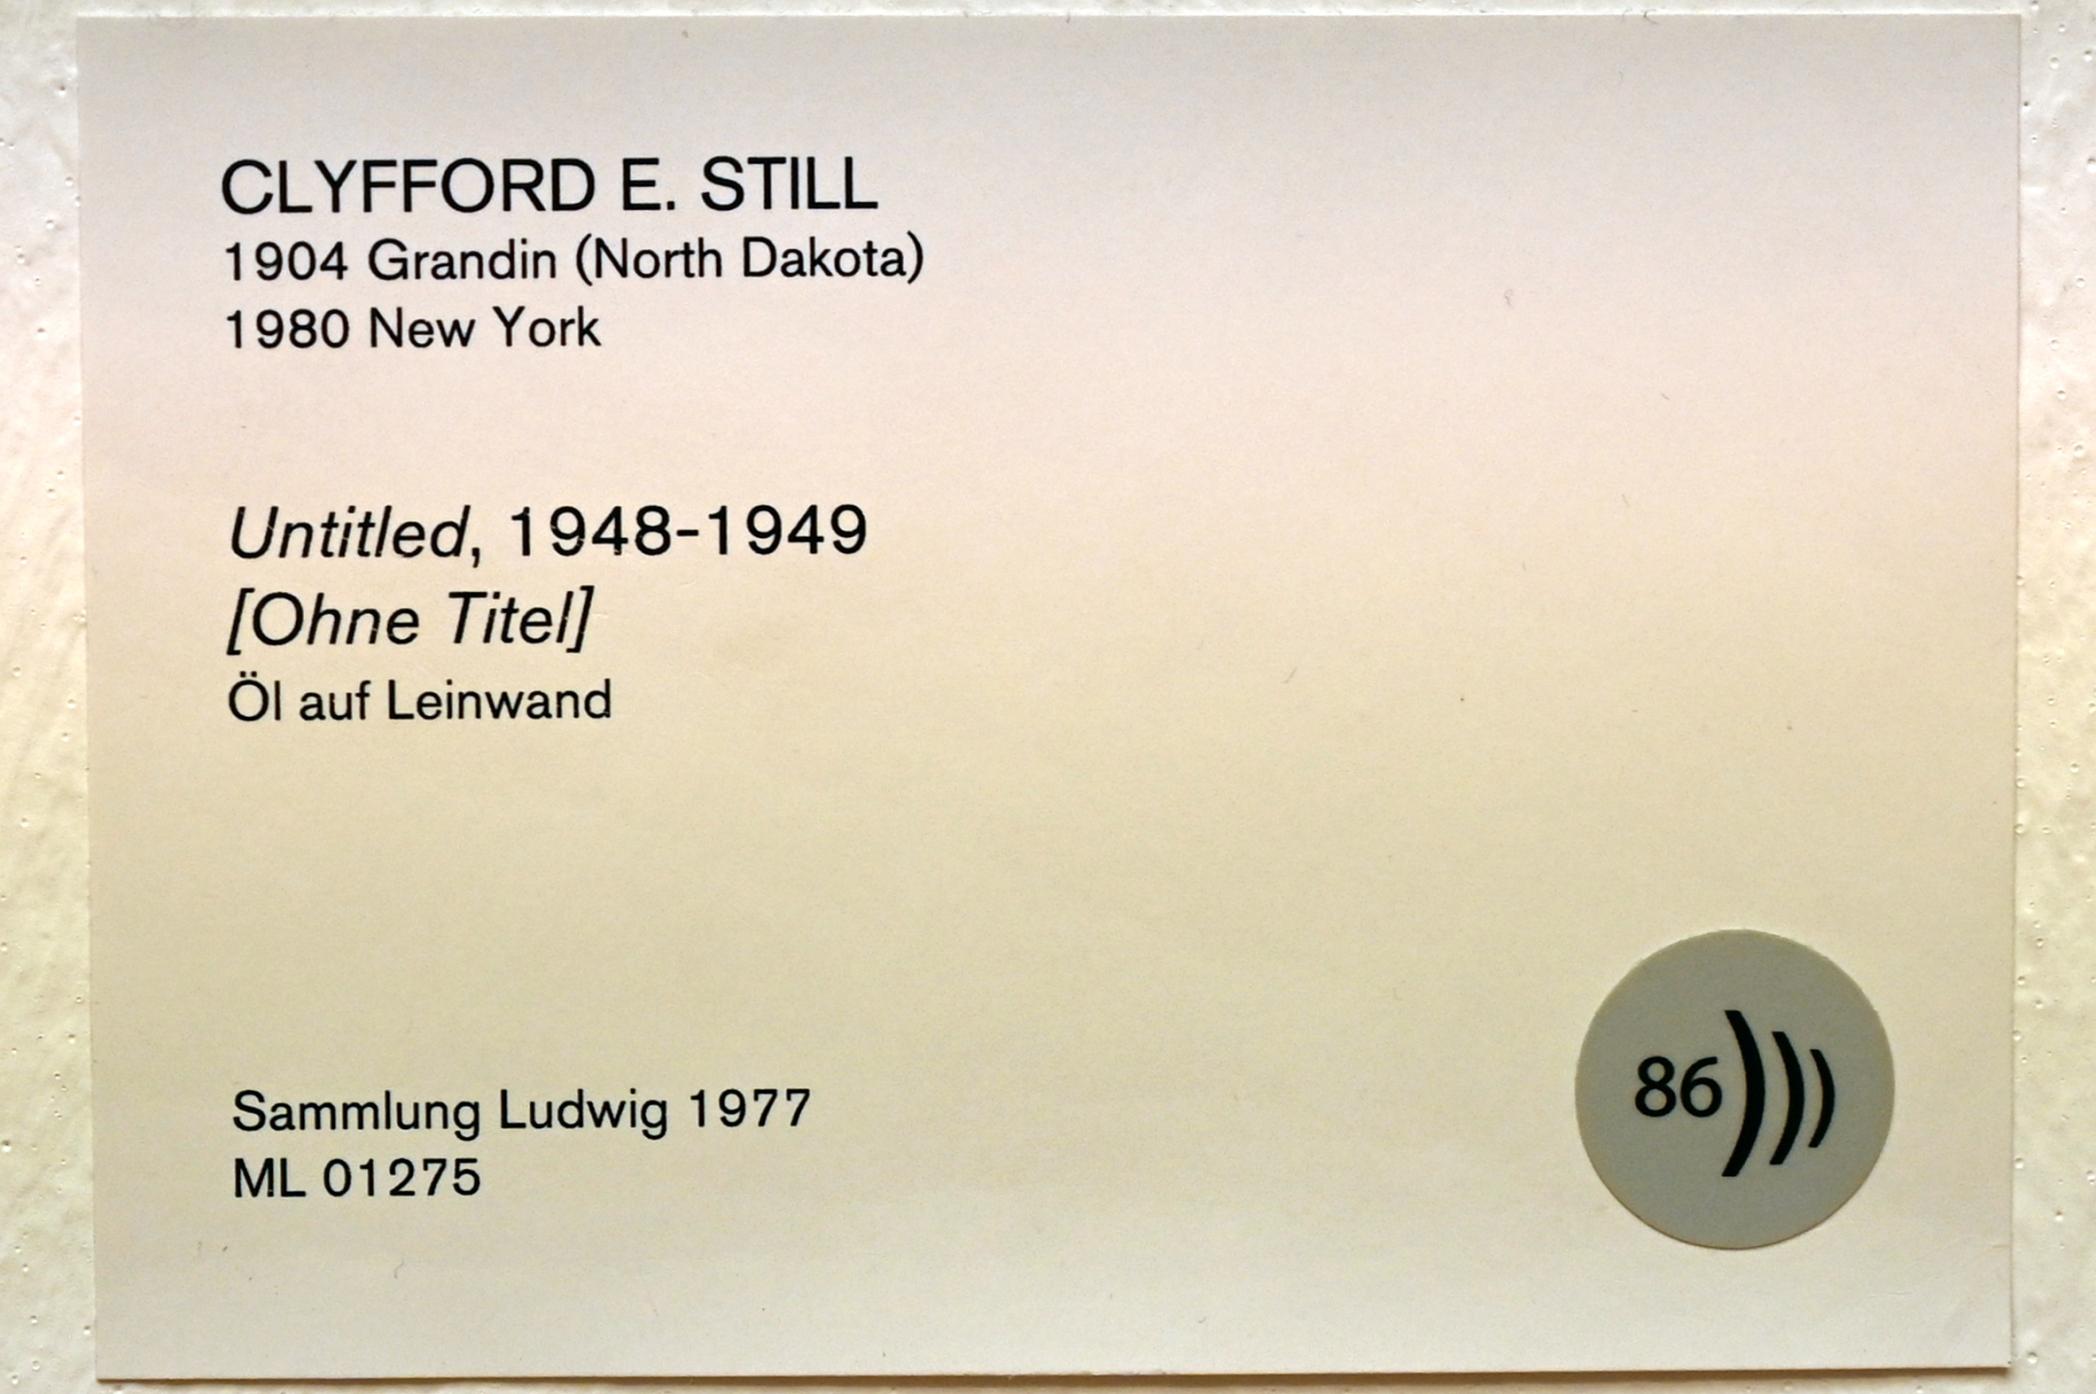 CLYFFORD E. STILL
1904 Grandin (North Dakota)
1980 New York
Untitled, 1948-1949
[Ohne Titel]
Öl auf Leinwand
Sammlung Ludwig 1977
ML 01275
86